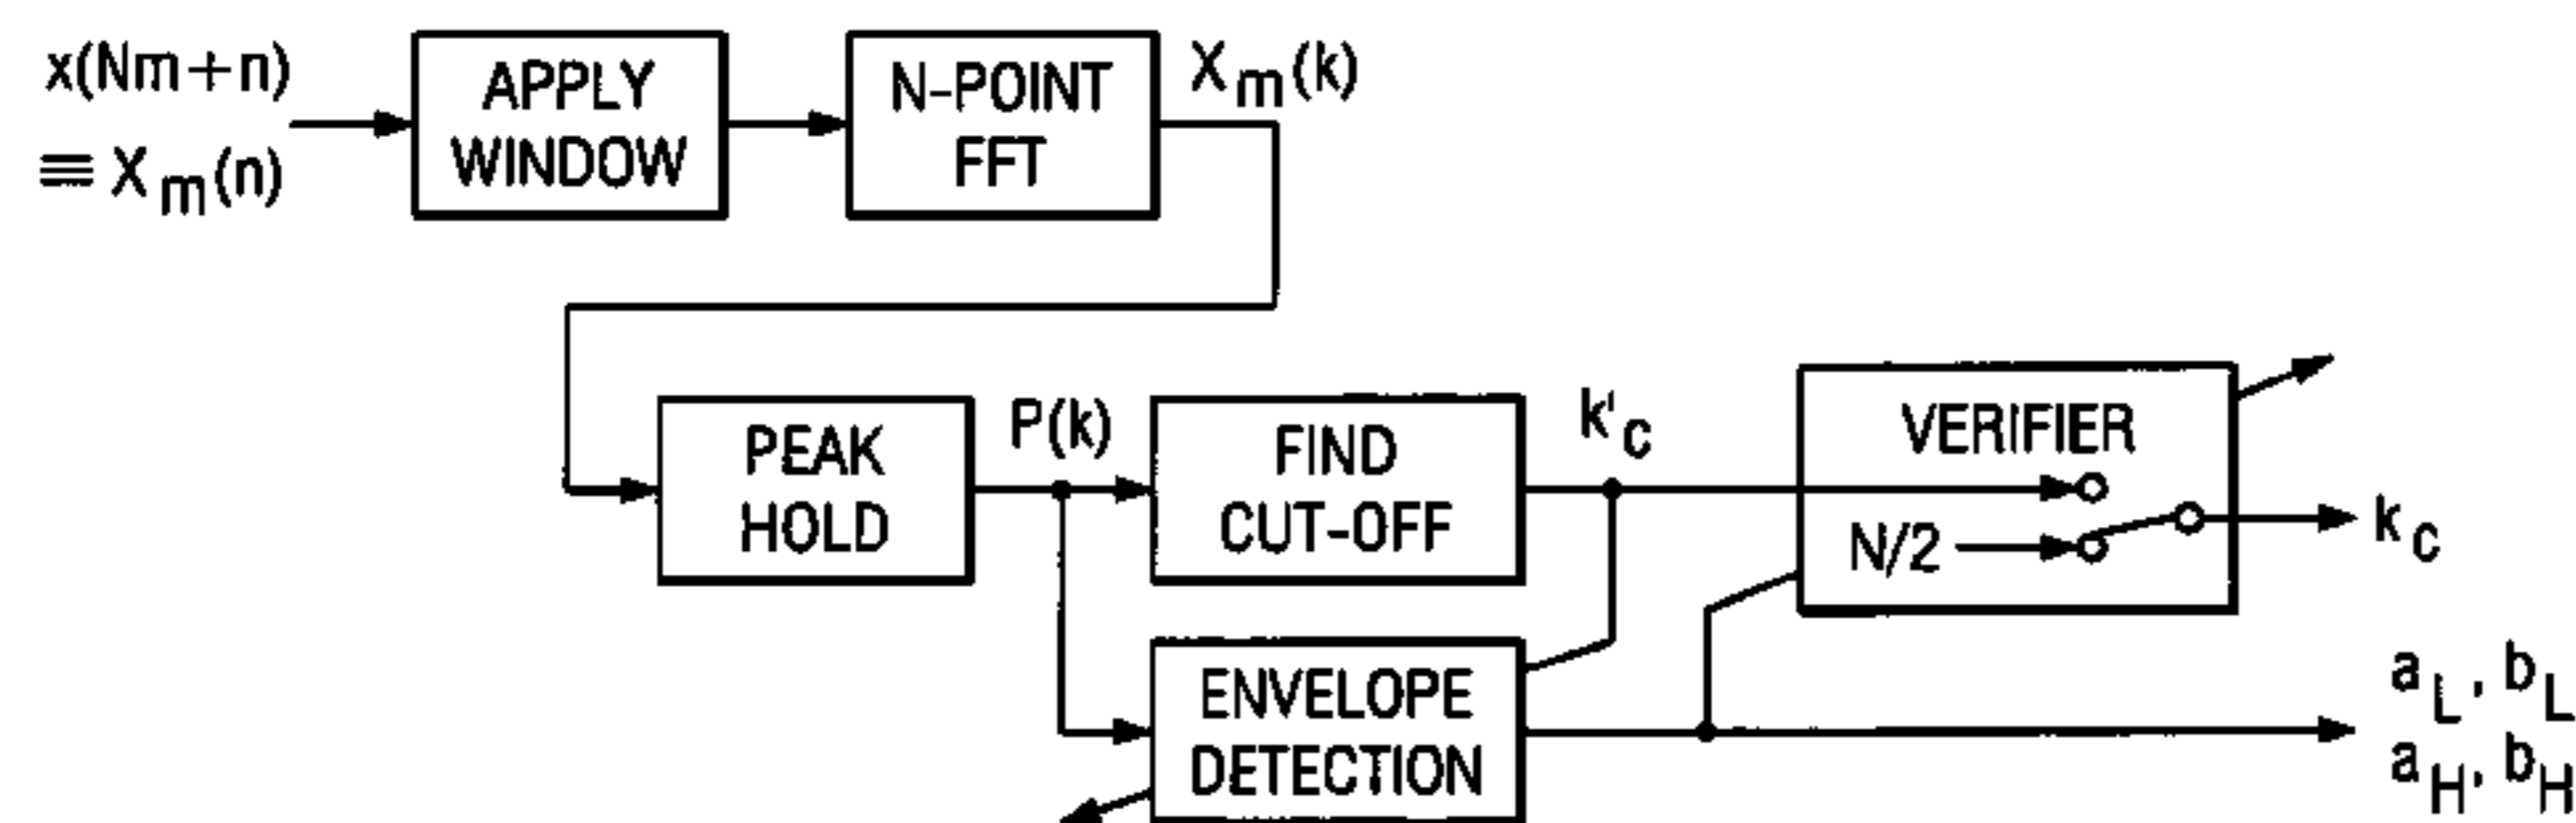 x(Nm+n)
≡ X m(n)
APPLY
WINDOW
N-POINT
FFT
X m(k)
PEAK
HOLD
P(k)
FIND
CUT-OFF
k'c
VERIFIER
N/2
kc
ENVELOPE
DETECTION
aL, bL
aH, bH